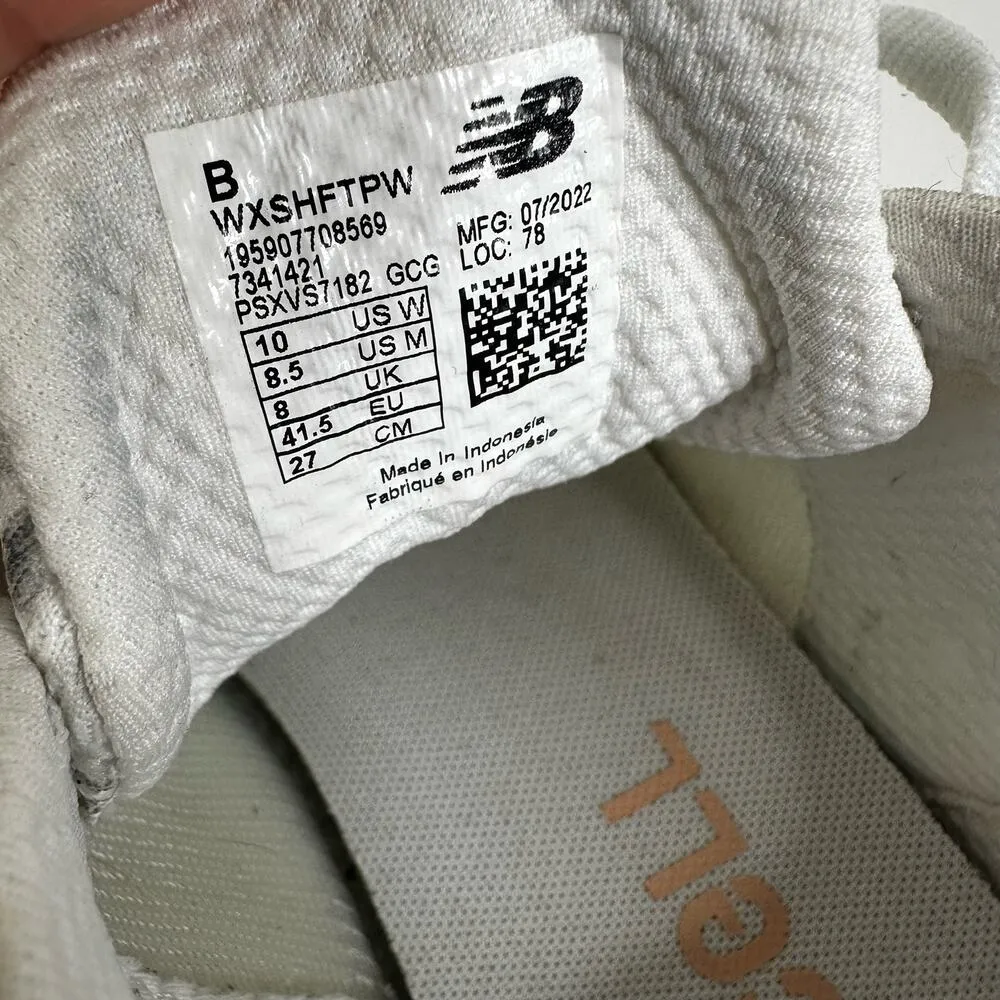 NB
B
WXSHFTPW
195907708569
7341421
PSXVS7182 GCG
MFG: 07/2022
LOC: 78
10 US W
8.5 US M
8 UK
41.5 EU
27 CM
Made In Indonesia
Fabriqué en Indonésie